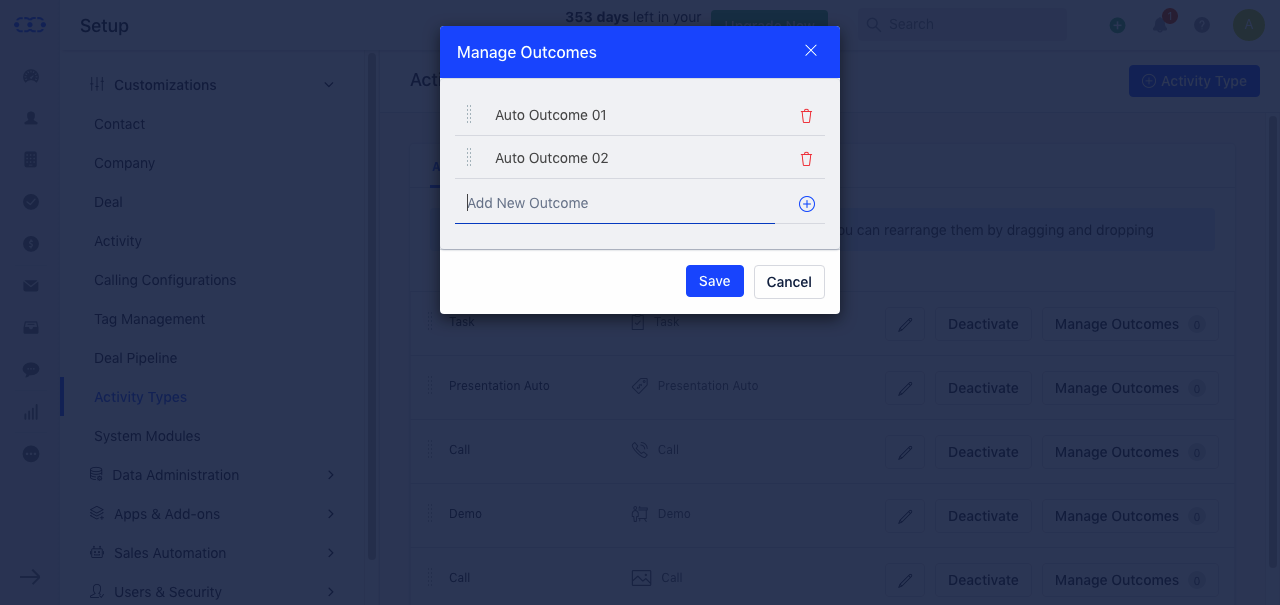 Setup
353 days left in your
Upgrade Now
Search
1
A
Customizations
Contact
Company
Deal
Activity
Calling Configurations
Tag Management
Deal Pipeline
Activity Types
System Modules
Data Administration
Apps & Add-ons
Sales Automation
Users & Security
Activity Type
Manage Outcomes
Auto Outcome 01
Auto Outcome 02
Add New Outcome
Save
Cancel
you can rearrange them by dragging and dropping
Task Task Deactivate Manage Outcomes 0
Presentation Auto Presentation Auto Deactivate Manage Outcomes 0
Call Call Deactivate Manage Outcomes 0
Demo Demo Deactivate Manage Outcomes 0
Call Call Deactivate Manage Outcomes 0